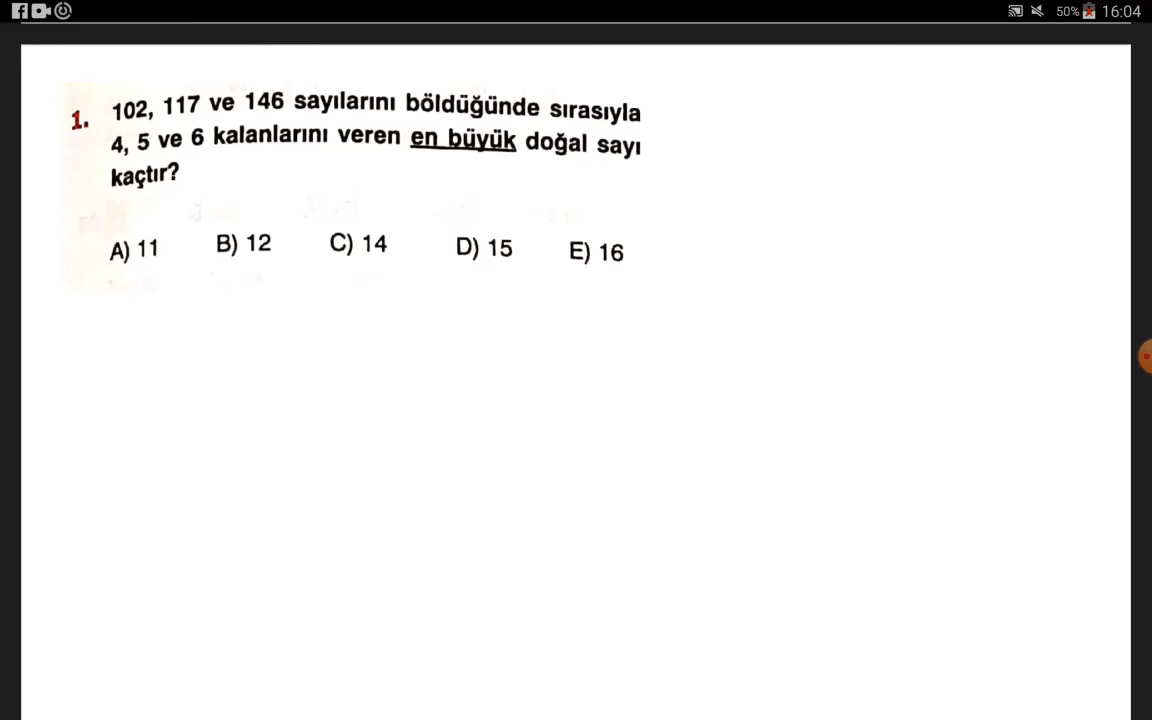 50% 16:04
1. 102, 117 ve 146 sayılarını böldüğünde sırasıyla
4, 5 ve 6 kalanlarını veren en büyük doğal sayı
kaçtır?
A) 11 B) 12 C) 14 D) 15 E) 16